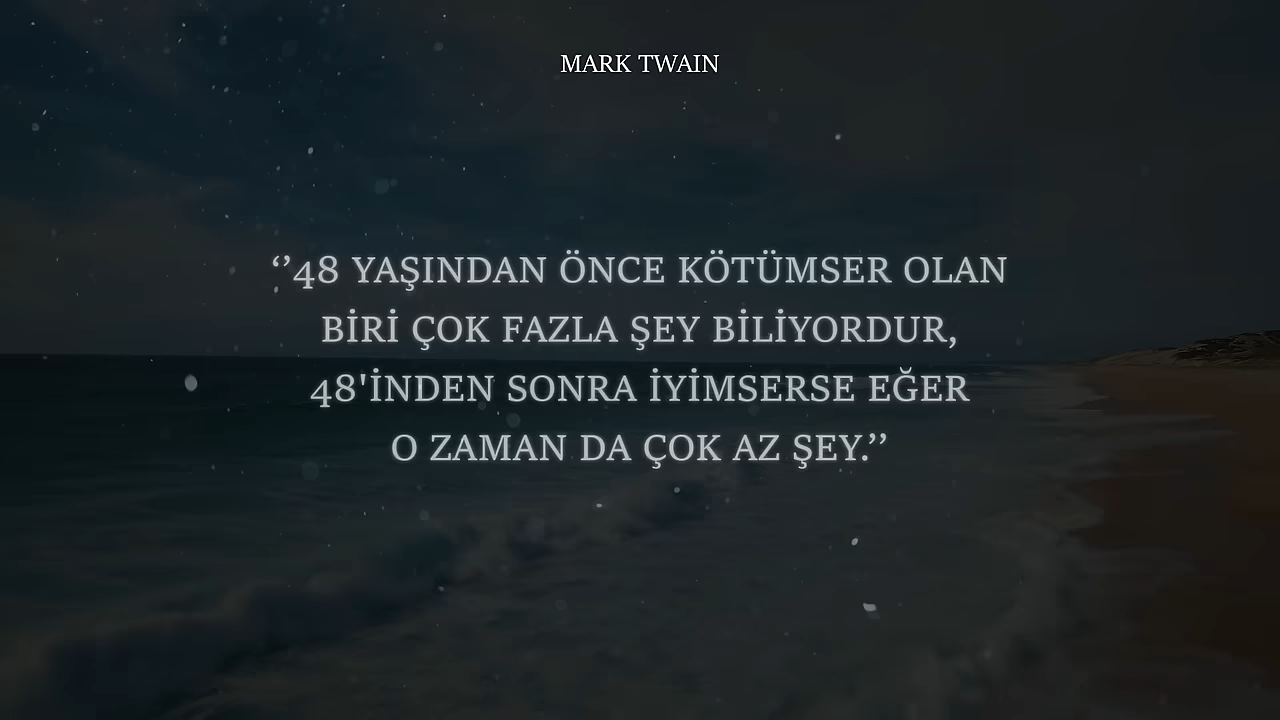 MARK TWAIN
‘’48 YAŞINDAN ÖNCE KÖTÜMSER OLAN
BİRİ ÇOK FAZLA ŞEY BİLİYORDUR,
48'İNDEN SONRA İYİMSERSE EĞER
O ZAMAN DA ÇOK AZ ŞEY.’’